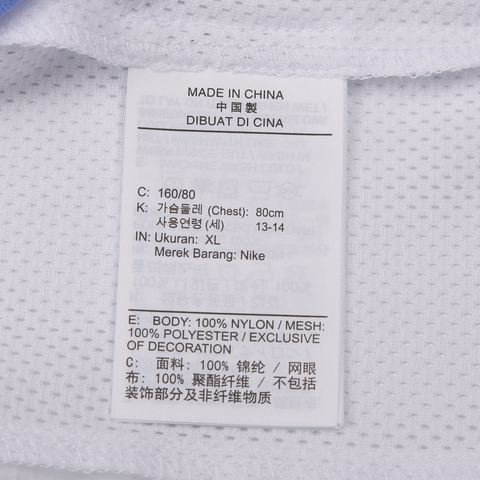 MADE IN CHINA
中国製
DIBUAT DI CINA
C: 160/80
K: 가슴둘레 (Chest): 80cm
사용연령 (세) 13-14
IN: Ukuran: XL
Merek Barang: Nike
E: BODY: 100% NYLON / MESH:
100% POLYESTER / EXCLUSIVE
OF DECORATION
C: 面料: 100% 锦纶 / 网眼
布: 100% 聚酯纤维 / 不包括
装饰部分及非纤维物质